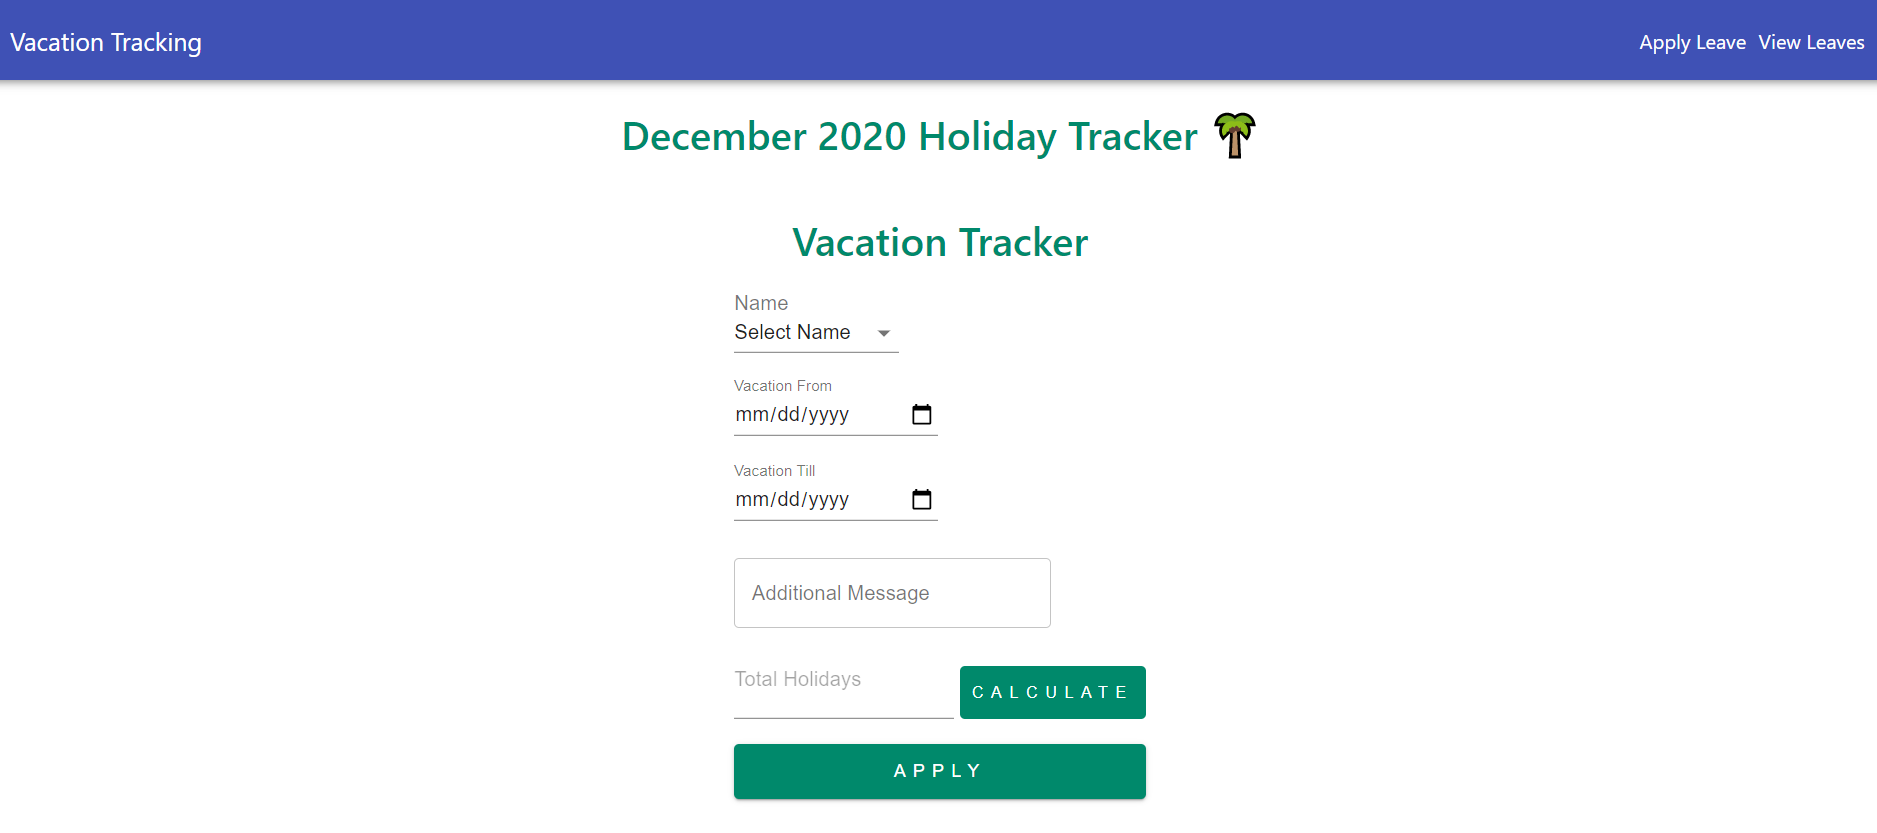 Vacation Tracking
Apply Leave View Leaves
December 2020 Holiday Tracker 🌴
Vacation Tracker
Name
Select Name
Vacation From
mm/dd/yyyy
Vacation Till
mm/dd/yyyy
Additional Message
Total Holidays
CALCULATE
APPLY